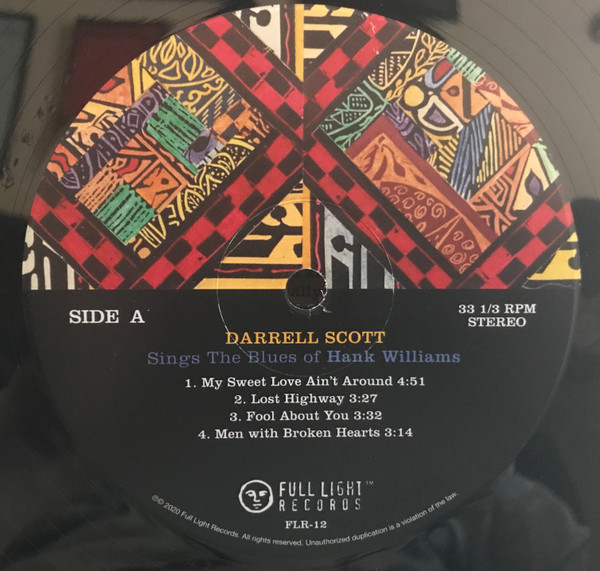 SIDE A
33 1/3 RPM
STEREO
DARRELL SCOTT
Sings The Blues of Hank Williams
1. My Sweet Love Ain't Around 4:51
2. Lost Highway 3:27
3. Fool About You 3:32
4. Men with Broken Hearts 3:14
FULL LIGHT™
RECORDS
FLR-12
℗© 2020 Full Light Records. All rights reserved. Unauthorized duplication is a violation of the law.